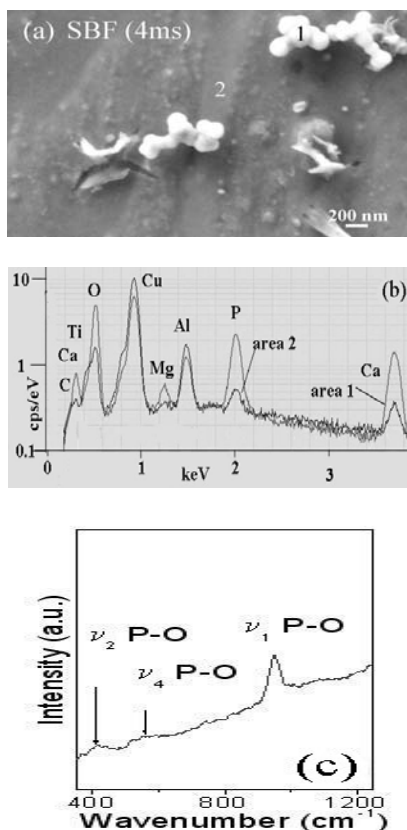 (a) SBF (4ms)
1
2
200 nm
(b)
10
1
0.1
cps/eV
C
Ca
Ti
O
Cu
Mg
Al
P
area 2
area 1
Ca
0 1 2 3
keV
ν2 P-O
ν4 P-O
ν1 P-O
Intensity (a.u.)
(c)
400 800 1200
Wavenumber (cm-1)